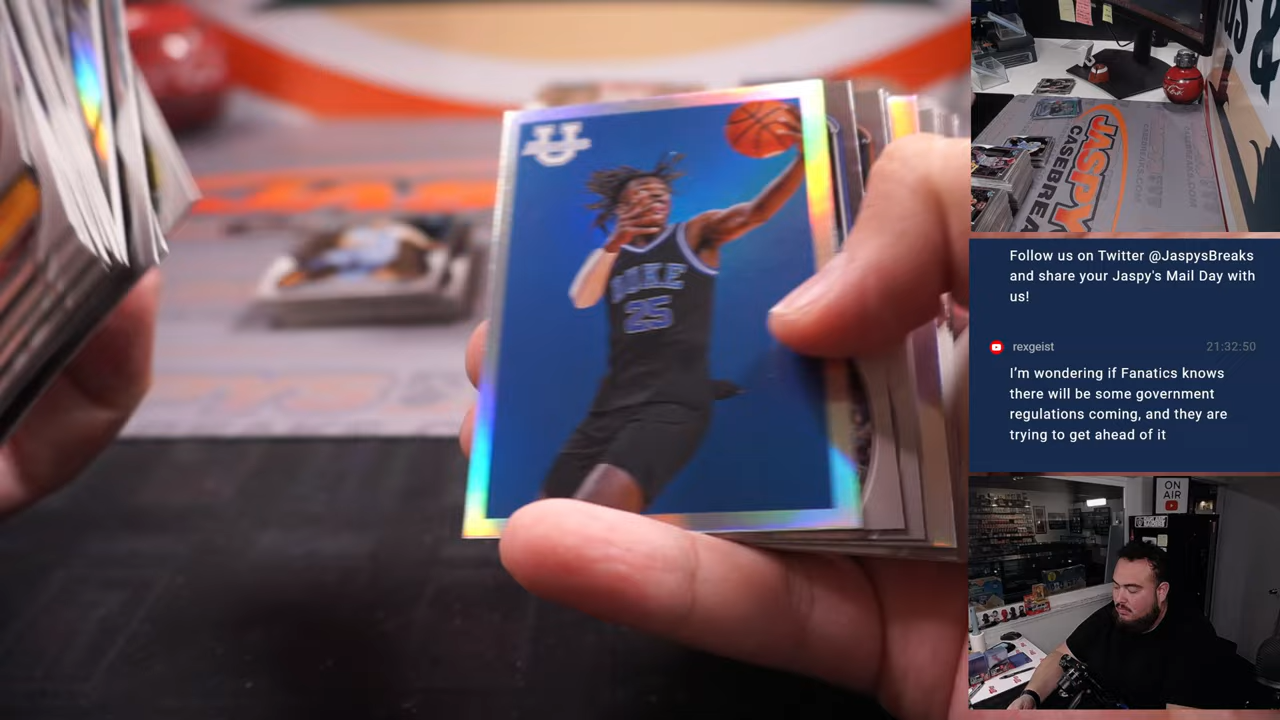 U
DUKE
25
JASPY
CASEBREA
&
Follow us on Twitter @JaspysBreaks
and share your Jaspy's Mail Day with
us!
rexgeist
21:32:50
I'm wondering if Fanatics knows
there will be some government
regulations coming, and they are
trying to get ahead of it
ON
AIR